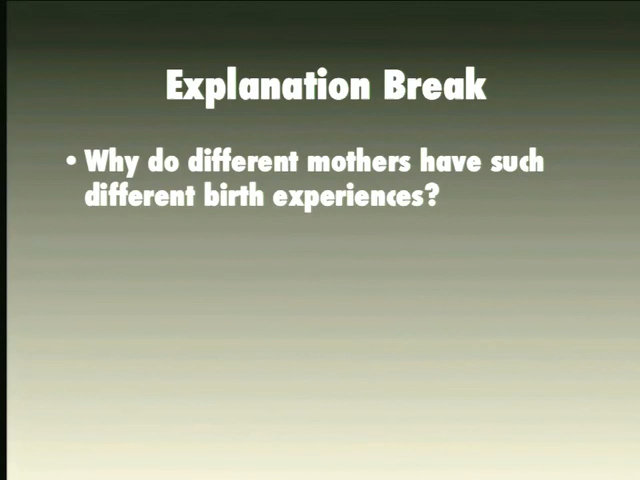 Explanation Break
• Why do different mothers have such
different birth experiences?